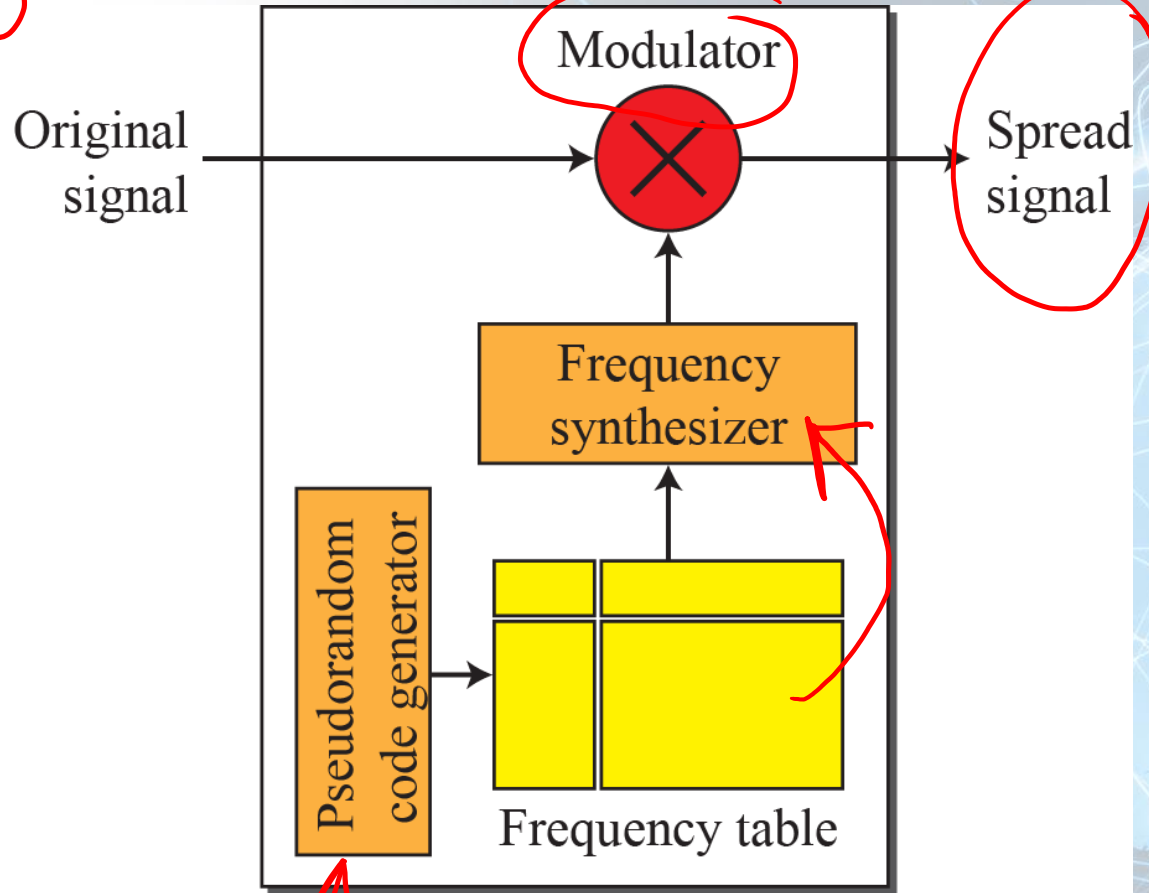 Modulator
Original
signal
Spread
signal
Frequency
synthesizer
Pseudorandom
code generator
Frequency table